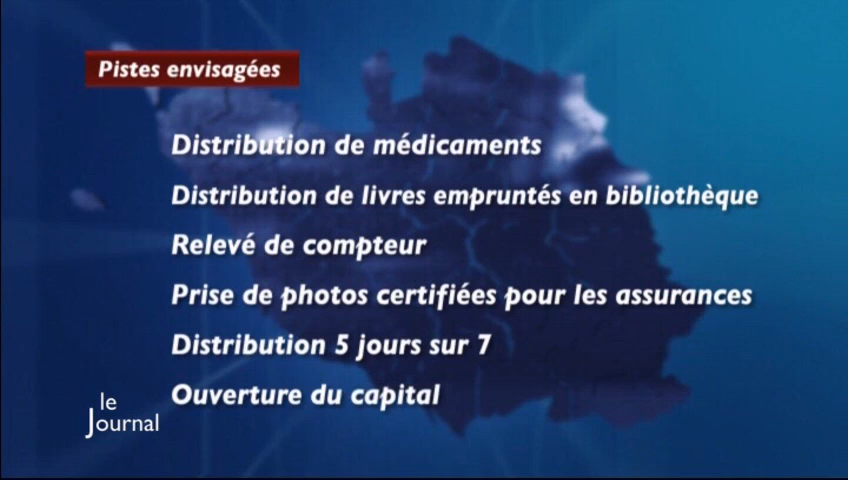 Pistes envisagées
Distribution de médicaments
Distribution de livres empruntés en bibliothèque
Relevé de compteur
Prise de photos certifiées pour les assurances
Distribution 5 jours sur 7
Ouverture du capital
le
Journal